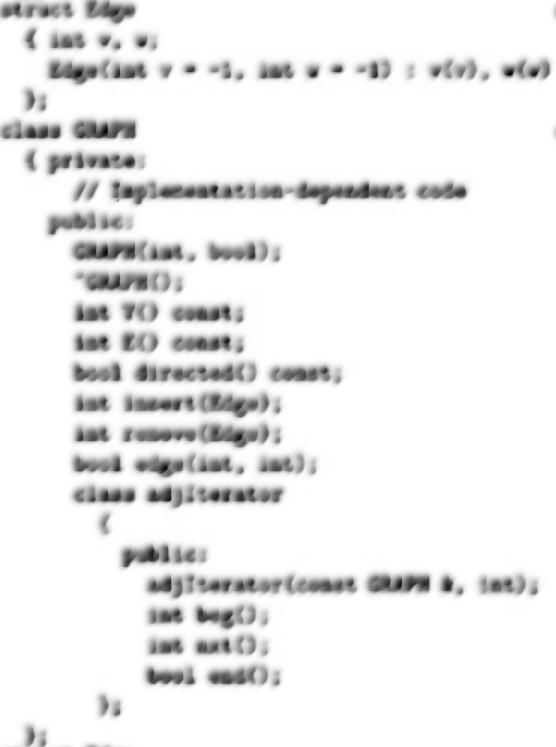 struct Edge
{ int v, w;
Edge(int v = -1, int w = -1) : v(v), w(w)
};
class GRAPH
{ private:
// Implementation-dependent code
public:
GRAPH(int, bool);
~GRAPH();
int V() const;
int E() const;
bool directed() const;
int insert(Edge);
int remove(Edge);
bool edge(int, int);
class adjIterator
{
public:
adjIterator(const GRAPH &, int);
int beg();
int nxt();
bool end();
};
};